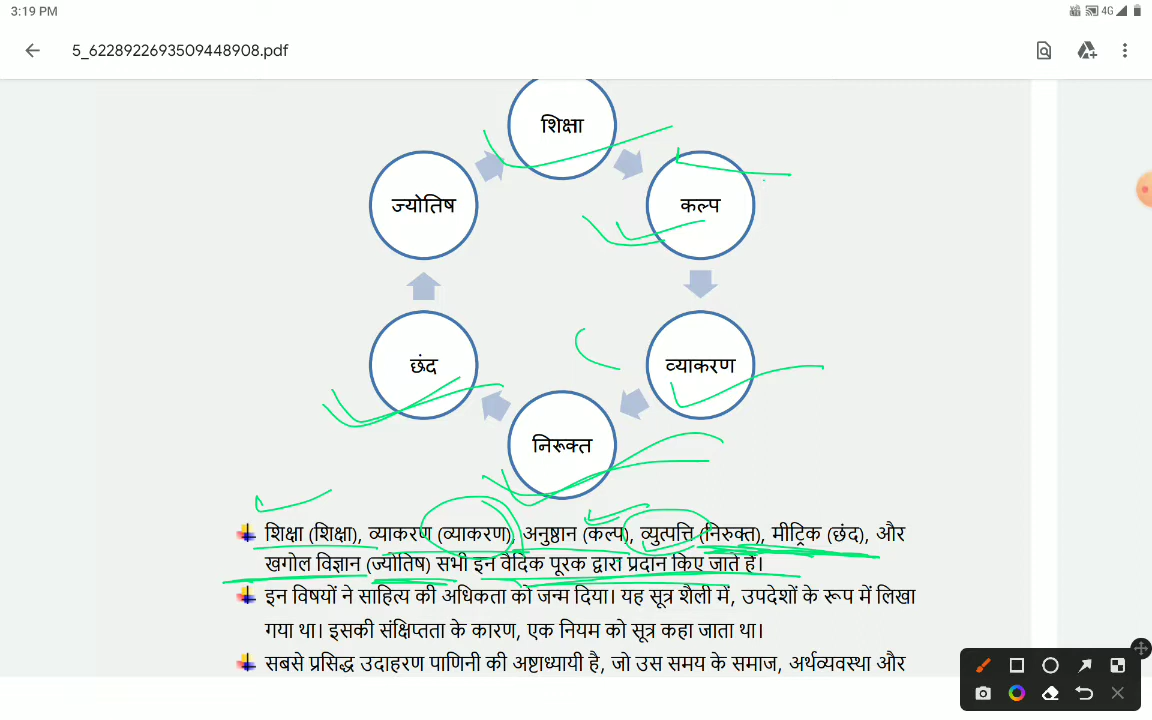 3:19 PM
4G
5_6228922693509448908.pdf
शिक्षा
ज्योतिष
कल्प
छंद
व्याकरण
निरूक्त
शिक्षा (शिक्षा), व्याकरण (व्याकरण), अनुष्ठान (कल्प), व्युत्पत्ति (निरुक्त), मीट्रिक (छंद), और
खगोल विज्ञान (ज्योतिष) सभी इन वैदिक पूरक द्वारा प्रदान किए जाते हैं।
इन विषयों ने साहित्य की अधिकता को जन्म दिया। यह सूत्र शैली में, उपदेशों के रूप में लिखा
गया था। इसकी संक्षिप्तता के कारण, एक नियम को सूत्र कहा जाता था।
सबसे प्रसिद्ध उदाहरण पाणिनी की अष्टाध्यायी है, जो उस समय के समाज, अर्थव्यवस्था और